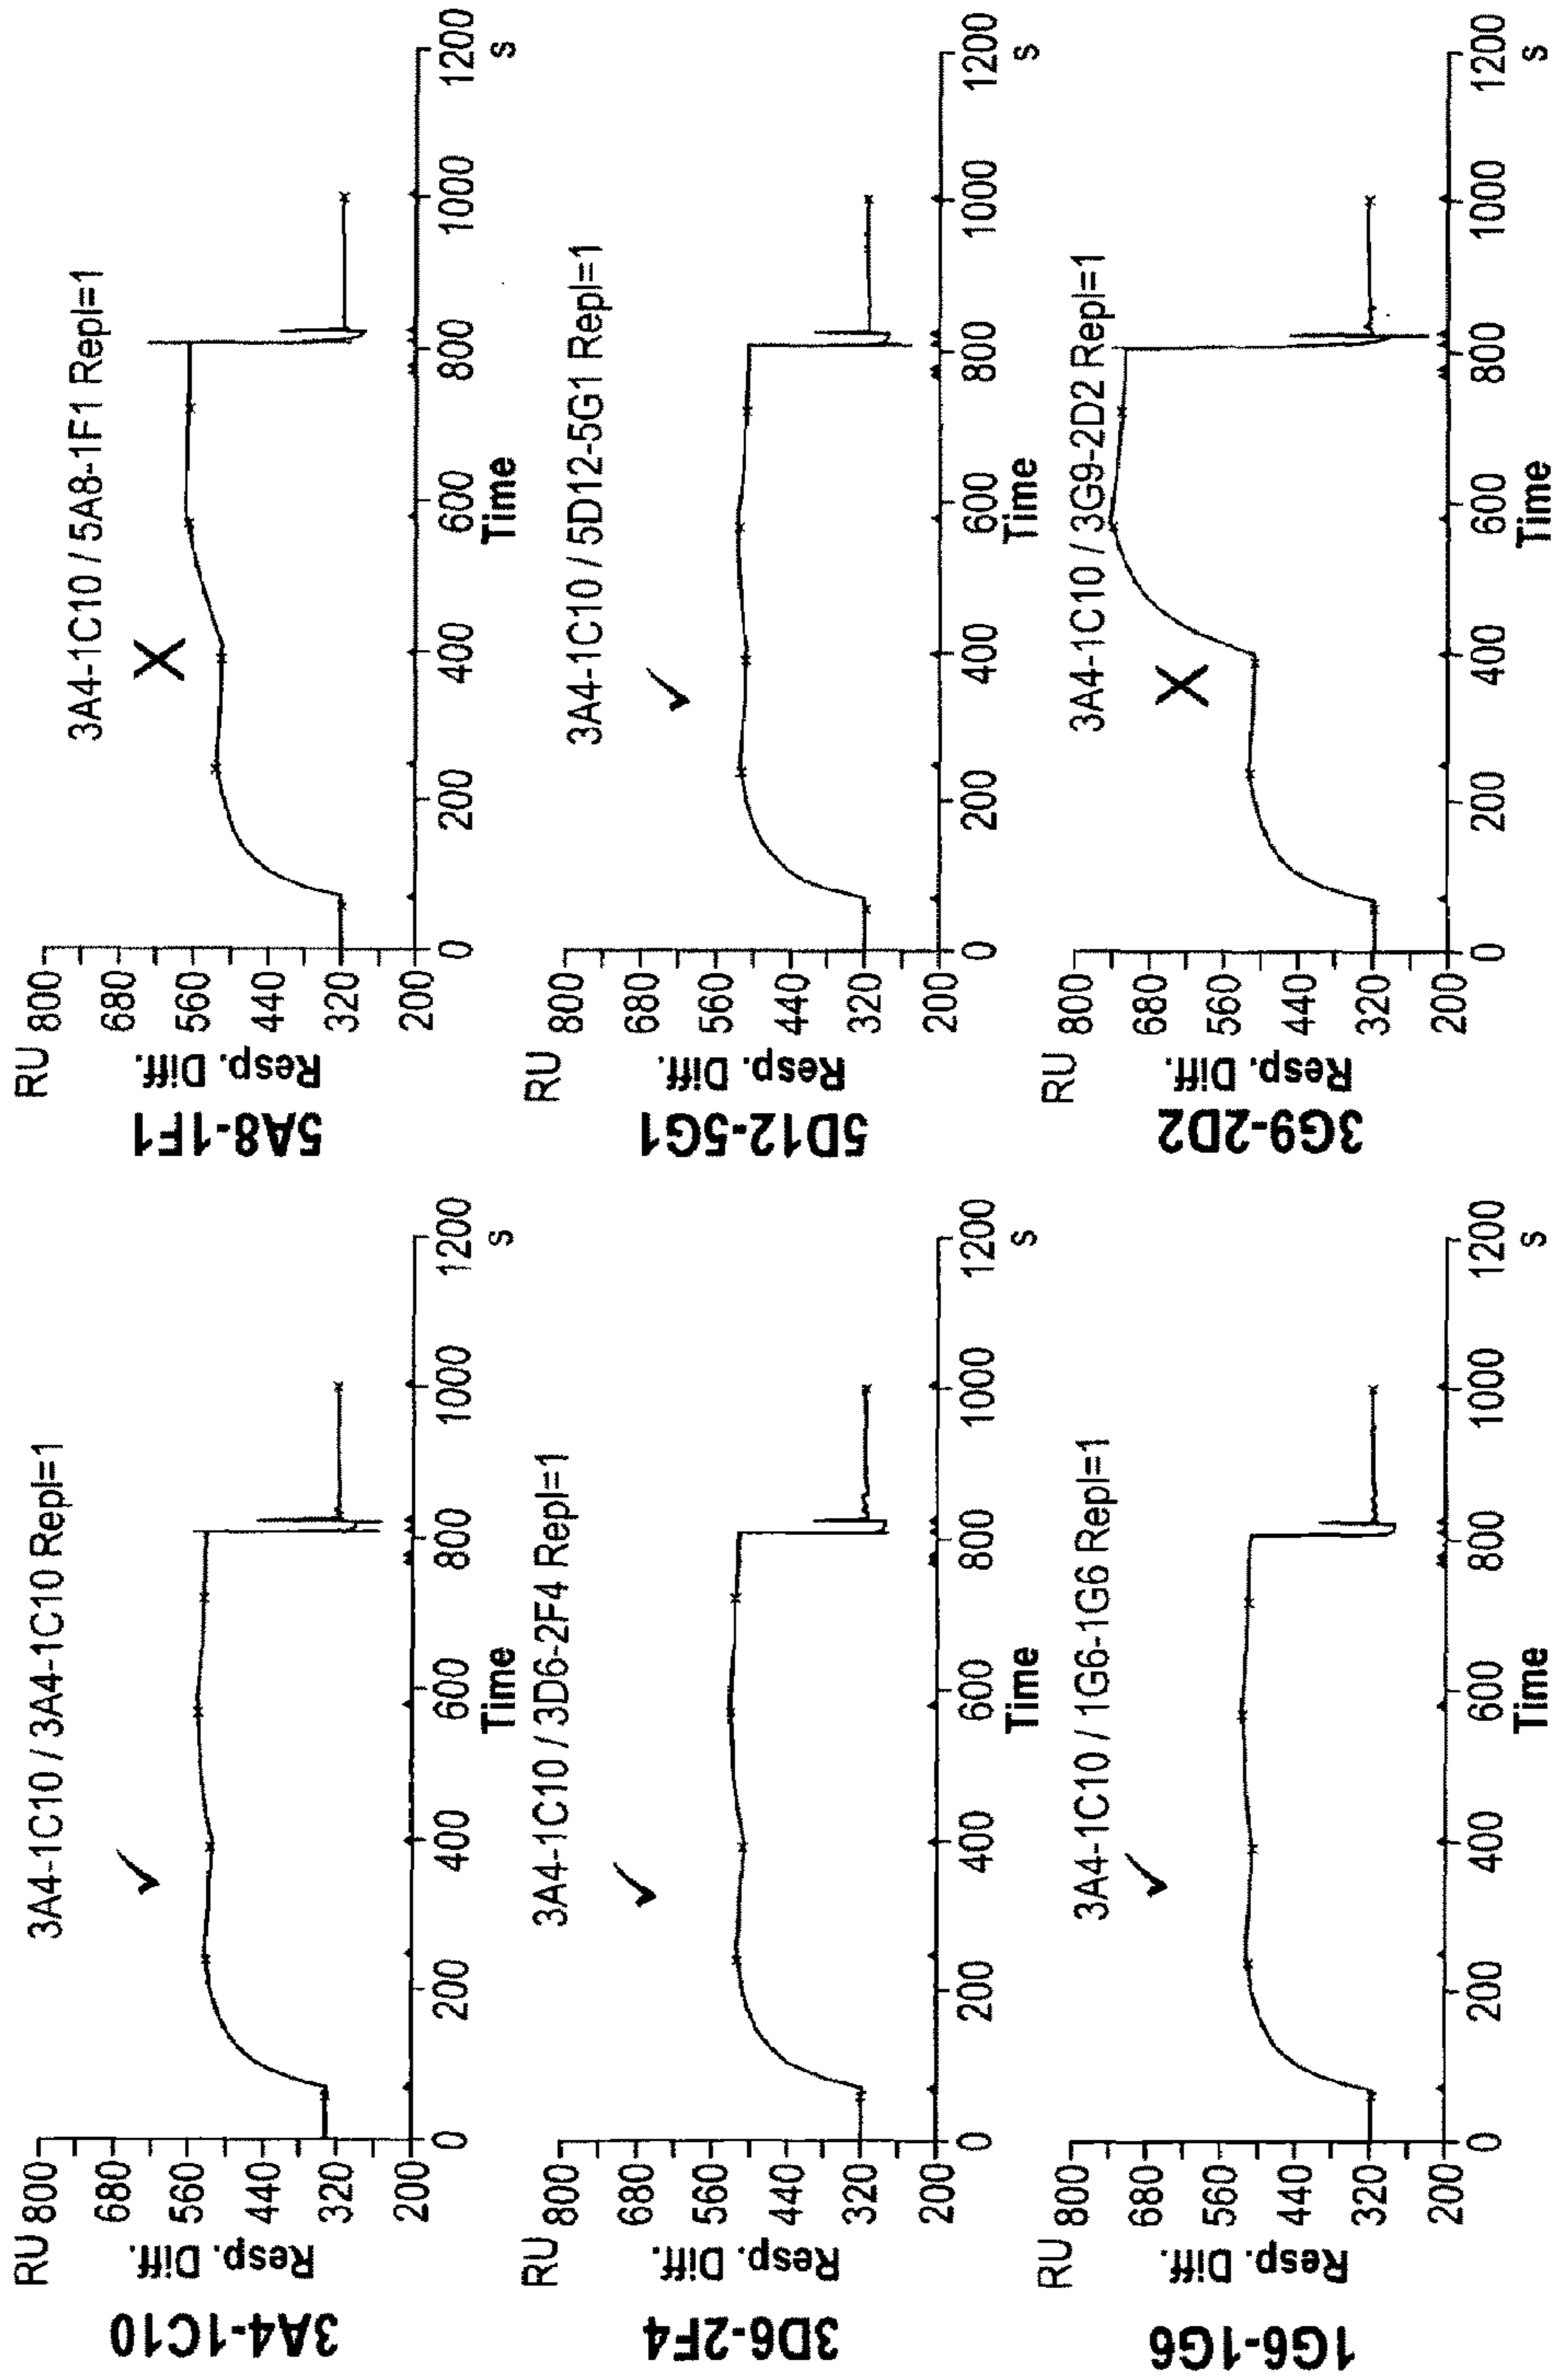 3A4-1C10
RU
Resp. Diff.
800
680
560
440
320
200
3A4-1C10 / 3A4-1C10 Repl=1
0 200 400 600 800 1000 1200
Time
s
5A8-1F1
RU
Resp. Diff.
800
680
560
440
320
200
3A4-1C10 / 5A8-1F1 Repl=1
X
0 200 400 600 800 1000 1200
Time
s
3D6-2F4
RU
Resp. Diff.
800
680
560
440
320
200
3A4-1C10 / 3D6-2F4 Repl=1
0 200 400 600 800 1000 1200
Time
s
5D12-5G1
RU
Resp. Diff.
800
680
560
440
320
200
3A4-1C10 / 5D12-5G1 Repl=1
0 200 400 600 800 1000 1200
Time
s
1G6-1G6
RU
Resp. Diff.
800
680
560
440
320
200
3A4-1C10 / 1G6-1G6 Repl=1
0 200 400 600 800 1000 1200
Time
s
3G9-2D2
RU
Resp. Diff.
800
680
560
440
320
200
3A4-1C10 / 3G9-2D2 Repl=1
X
0 200 400 600 800 1000 1200
Time
s